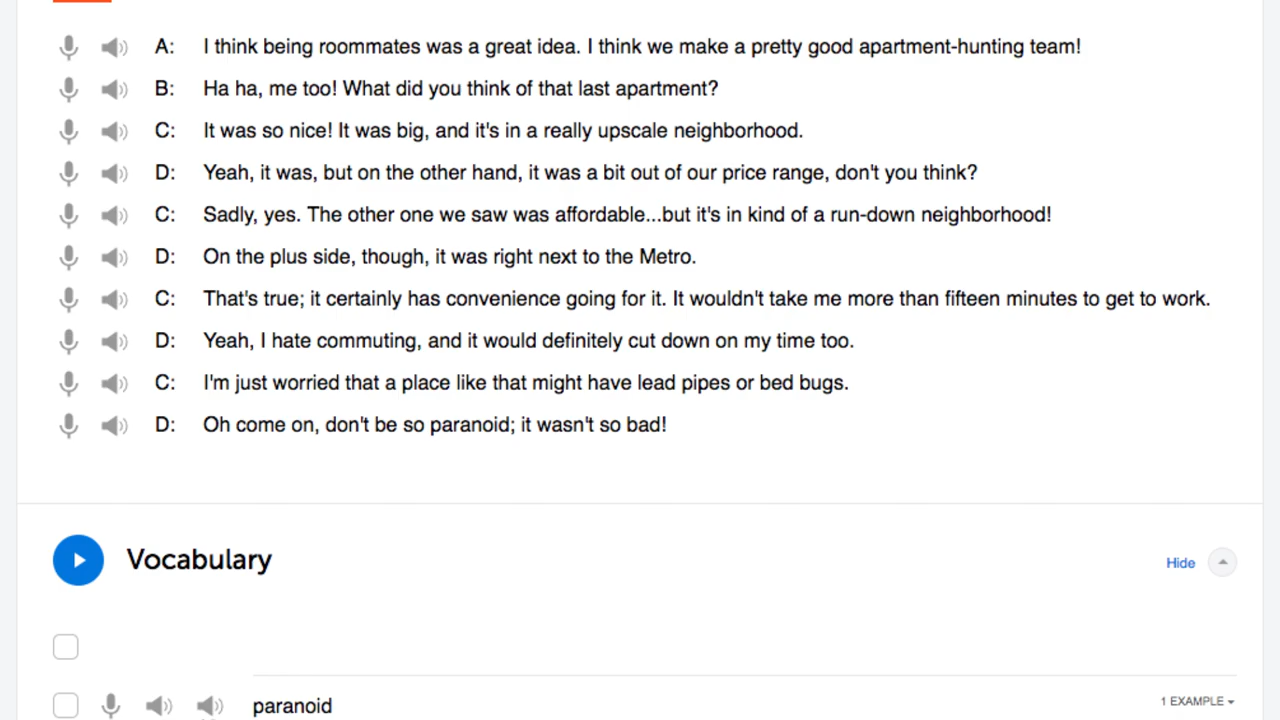 A: I think being roommates was a great idea. I think we make a pretty good apartment-hunting team!
B: Ha ha, me too! What did you think of that last apartment?
C: It was so nice! It was big, and it's in a really upscale neighborhood.
D: Yeah, it was, but on the other hand, it was a bit out of our price range, don't you think?
C: Sadly, yes. The other one we saw was affordable...but it's in kind of a run-down neighborhood!
D: On the plus side, though, it was right next to the Metro.
C: That's true; it certainly has convenience going for it. It wouldn't take me more than fifteen minutes to get to work.
D: Yeah, I hate commuting, and it would definitely cut down on my time too.
C: I'm just worried that a place like that might have lead pipes or bed bugs.
D: Oh come on, don't be so paranoid; it wasn't so bad!
Vocabulary Hide
paranoid 1 EXAMPLE